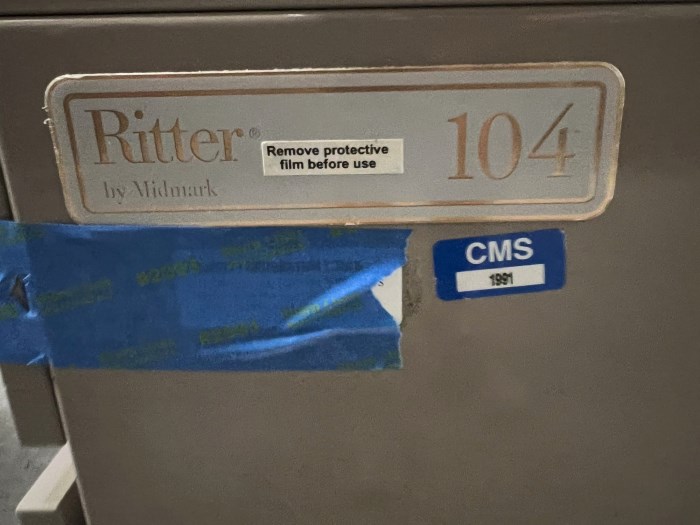 Ritter®
by Midmark
Remove protective
film before use
104
CMS
1991